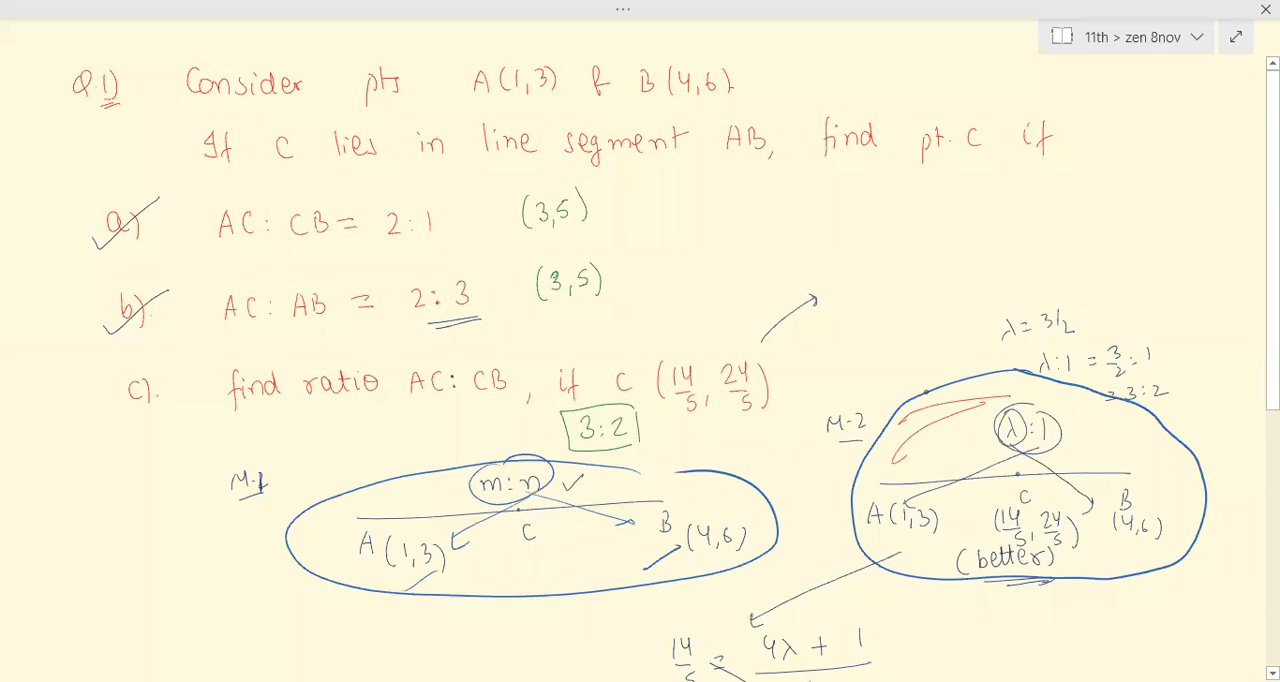 11th > zen 8nov
Q.1) Consider pts A(1,3) & B(4,6)
If C lies in line segment AB, find pt. C if
a) AC: CB = 2:1 (3,5)
b). AC: AB = 2:3 (3,5)
c). find ratio AC: CB, if C (14/5, 24/5)
3:2
λ = 3/2
λ:1 = 3/2:1
= 3:2
M-1
m:n
A (1,3)
C
B (4,6)
M-2
λ:1
A(1,3)
C
(14/5, 24/5)
B
(4,6)
(better)
14/5 = 4λ + 1